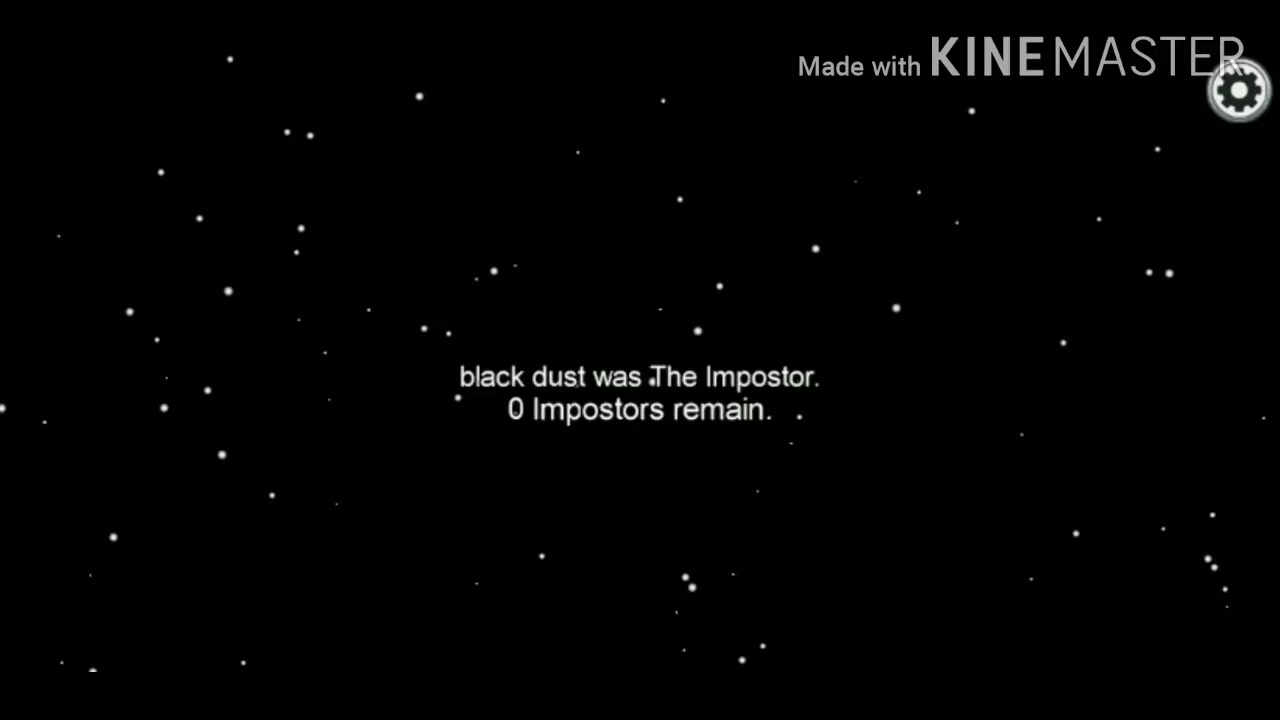 Made with KINEMASTER
black dust was The Impostor.
0 Impostors remain.